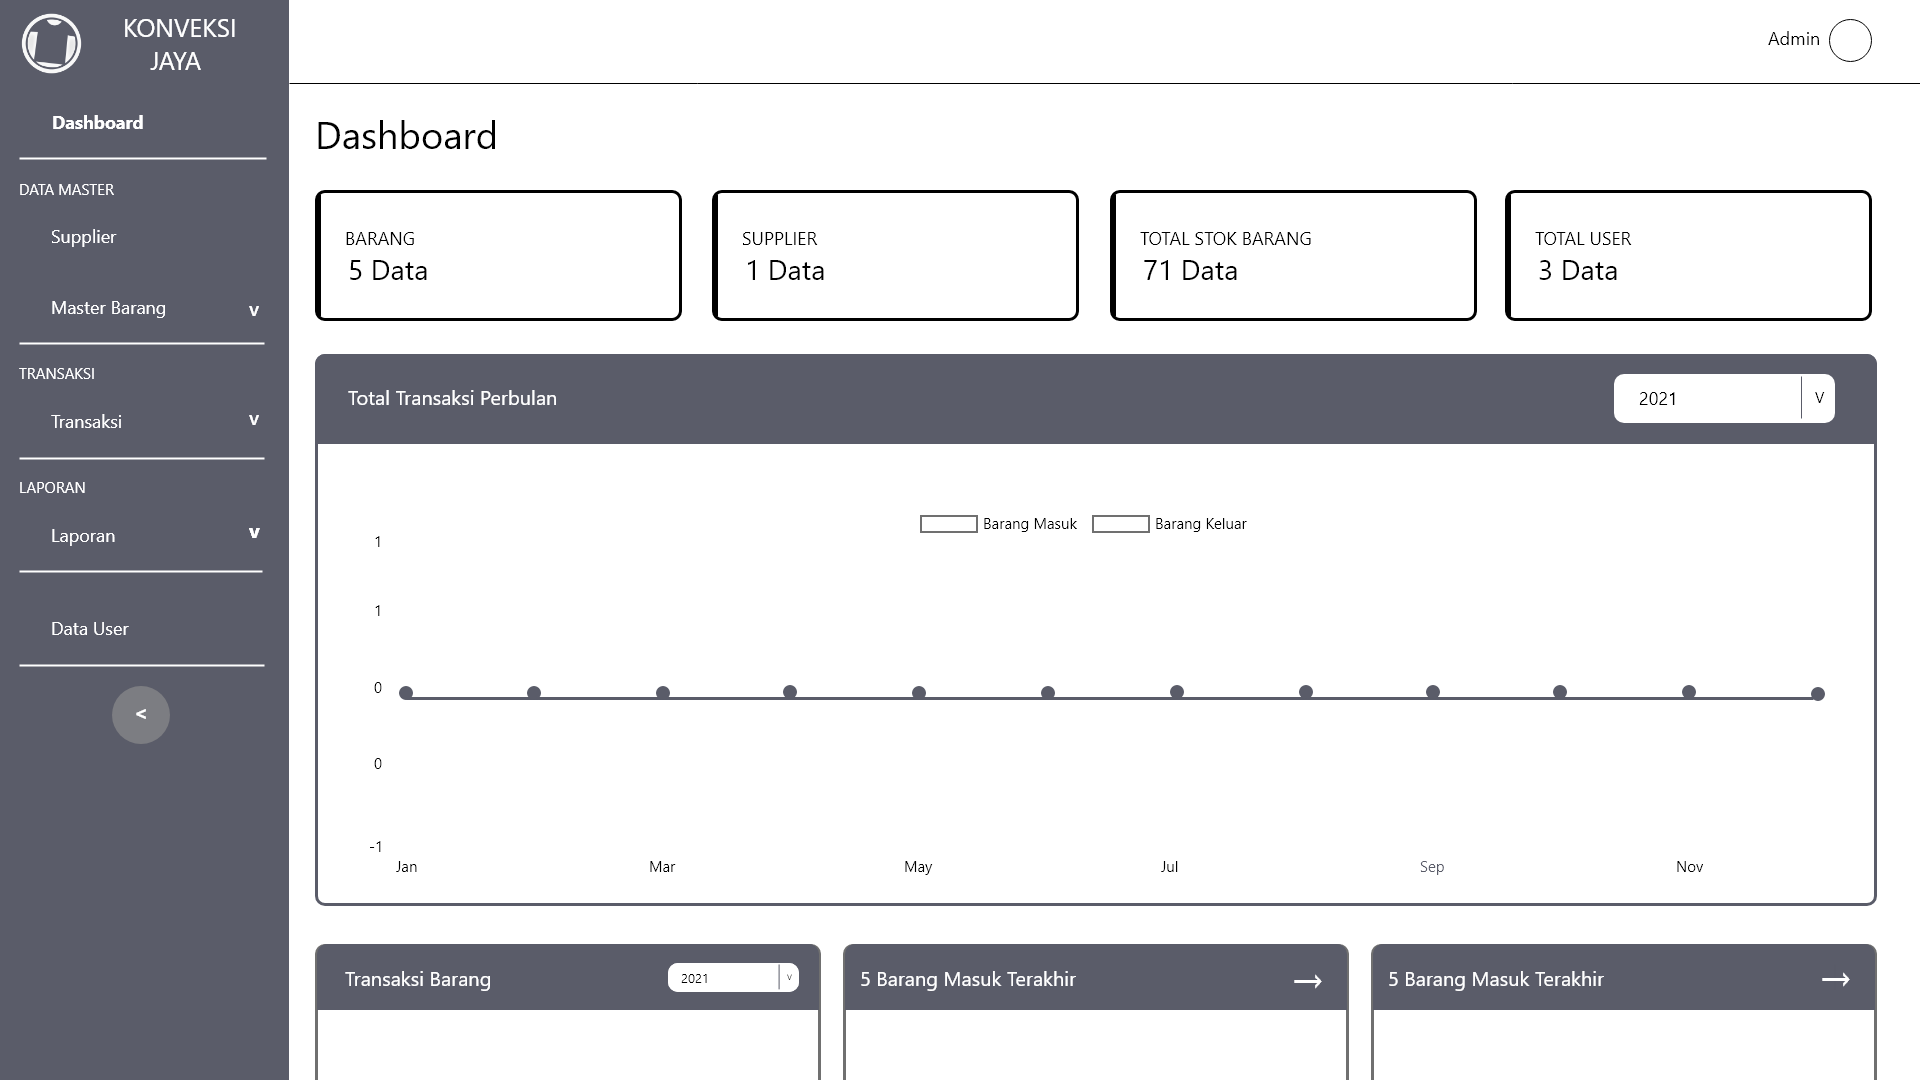 KONVEKSI
JAYA
Admin
Dashboard
DATA MASTER
Supplier
Master Barang v
TRANSAKSI
Transaksi v
LAPORAN
Laporan v
Data User
<
Dashboard
BARANG
5 Data
SUPPLIER
1 Data
TOTAL STOK BARANG
71 Data
TOTAL USER
3 Data
Total Transaksi Perbulan
2021 V
Barang Masuk Barang Keluar
1
1
0
0
-1
Jan Mar May Jul Sep Nov
Transaksi Barang 2021 v
5 Barang Masuk Terakhir →
5 Barang Masuk Terakhir →